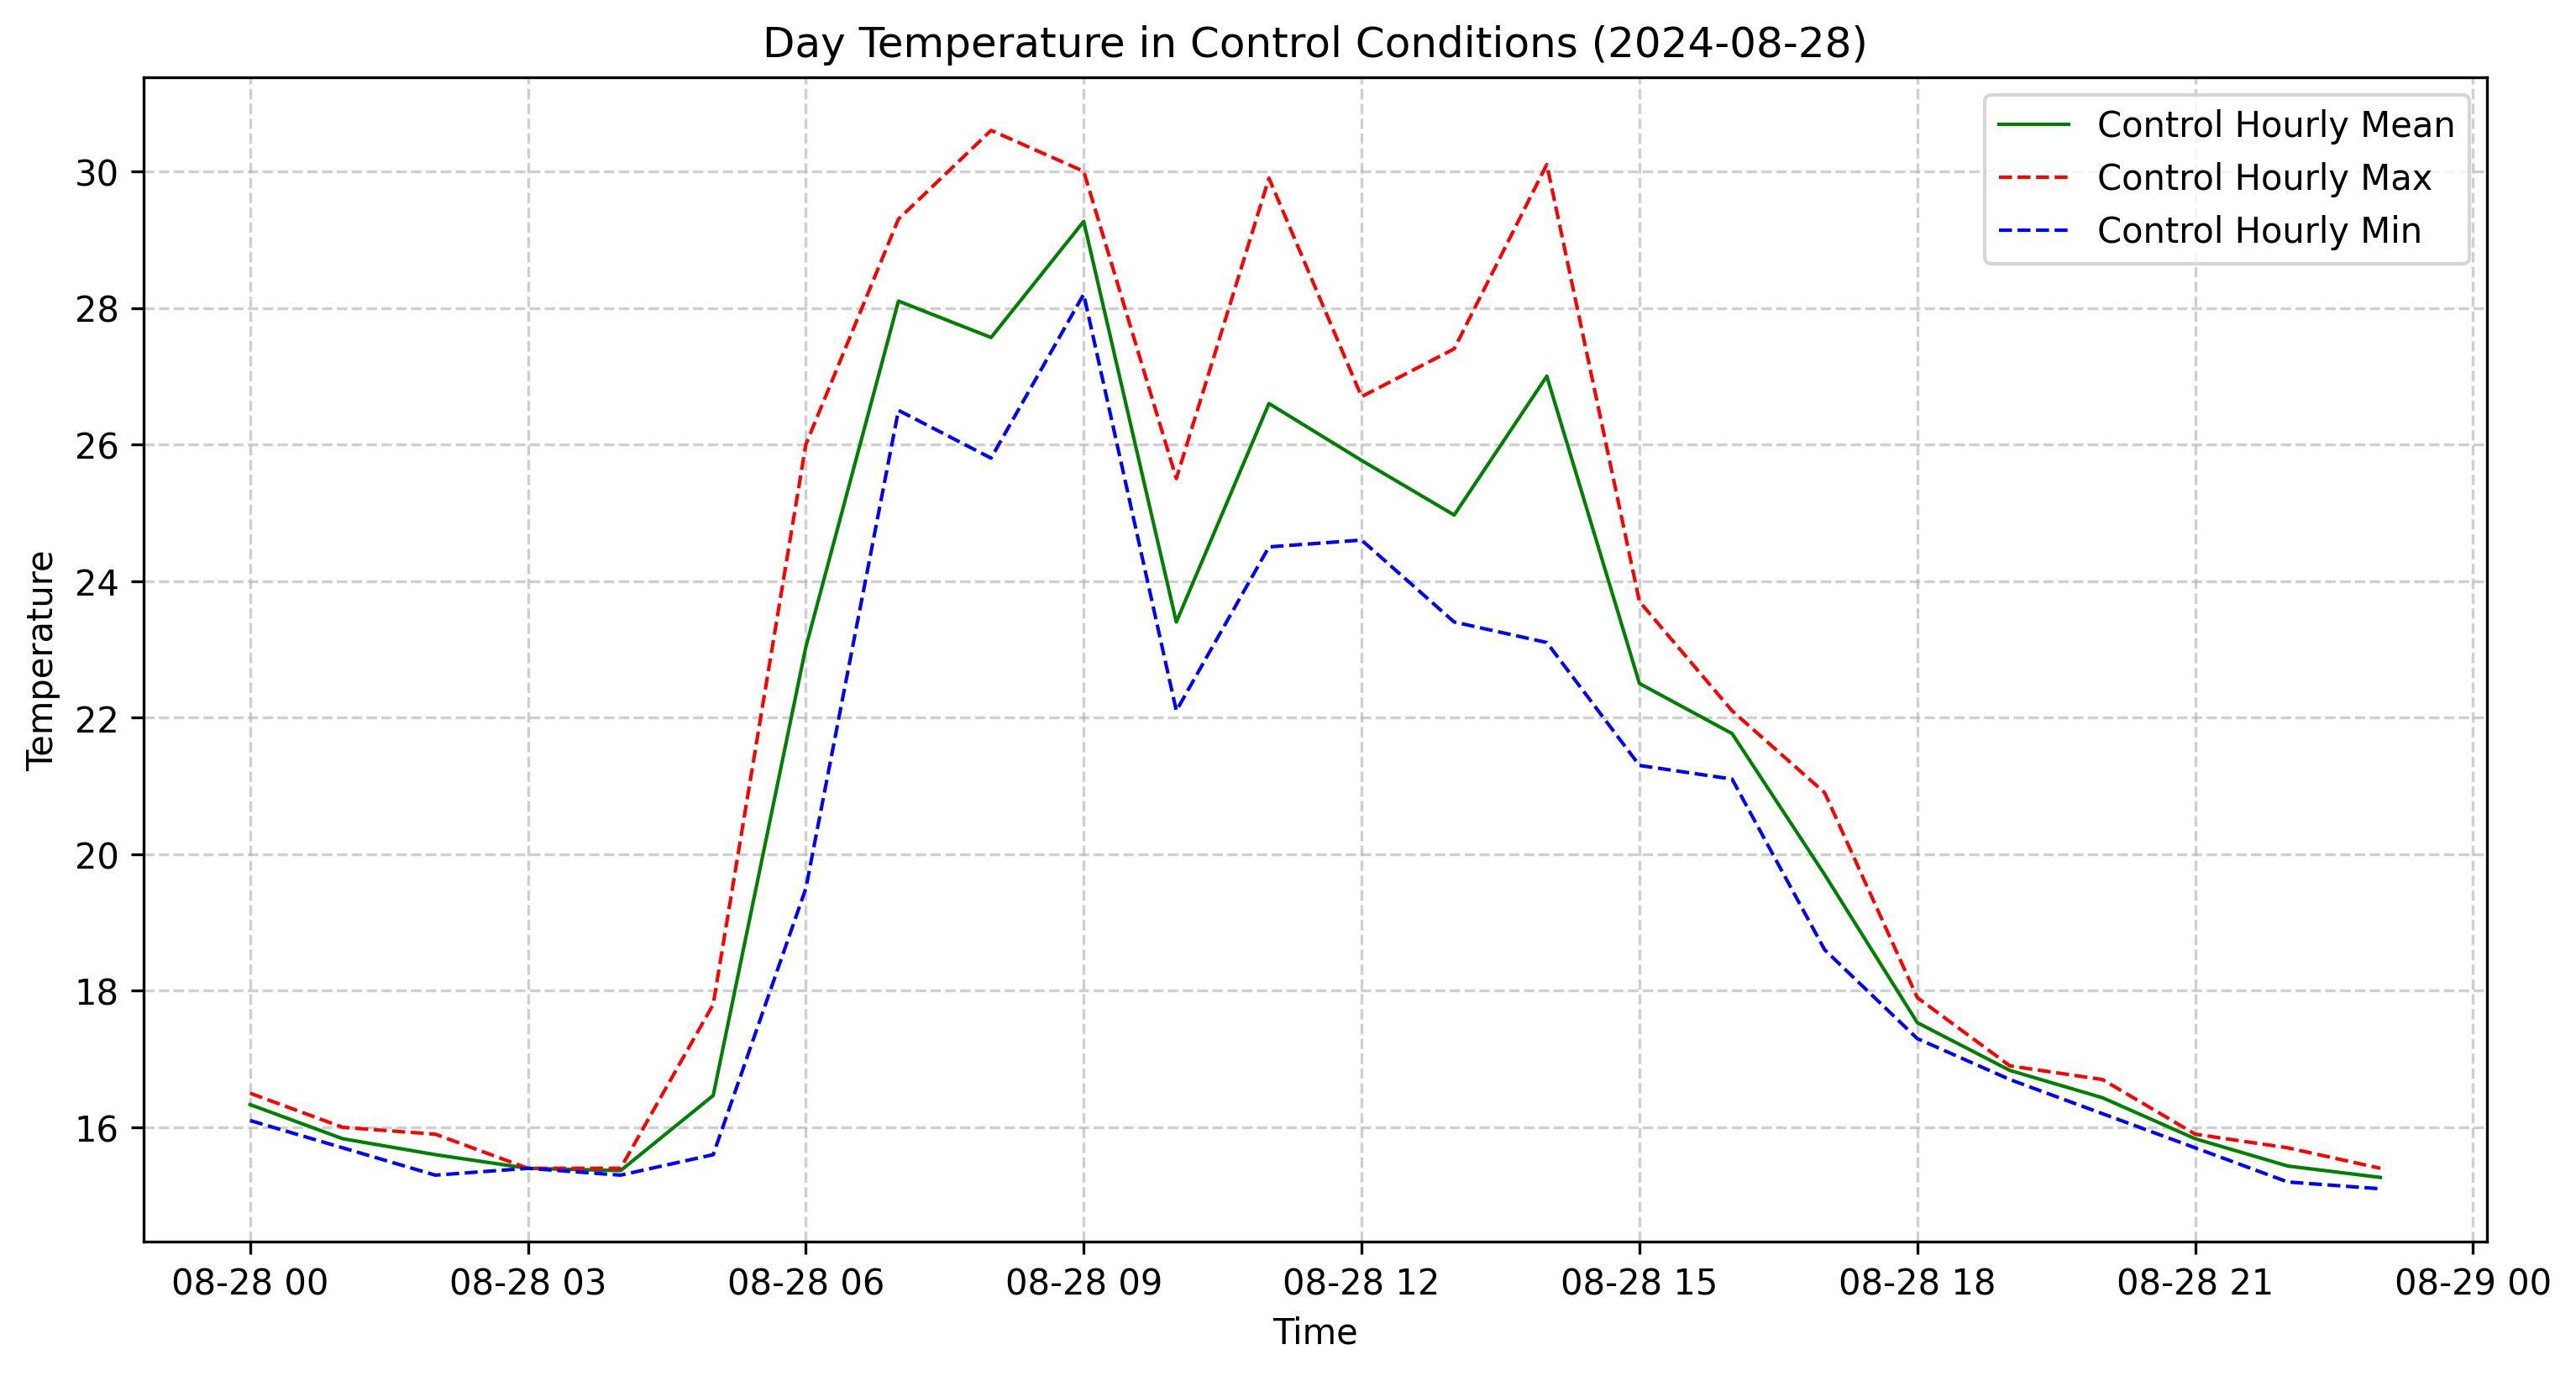 Day Temperature in Control Conditions (2024-08-28)
Control Hourly Mean
Control Hourly Max
Control Hourly Min
Temperature
30
28
26
24
22
20
18
16
08-28 00
08-28 03
08-28 06
08-28 09
08-28 12
08-28 15
08-28 18
08-28 21
08-29 00
Time